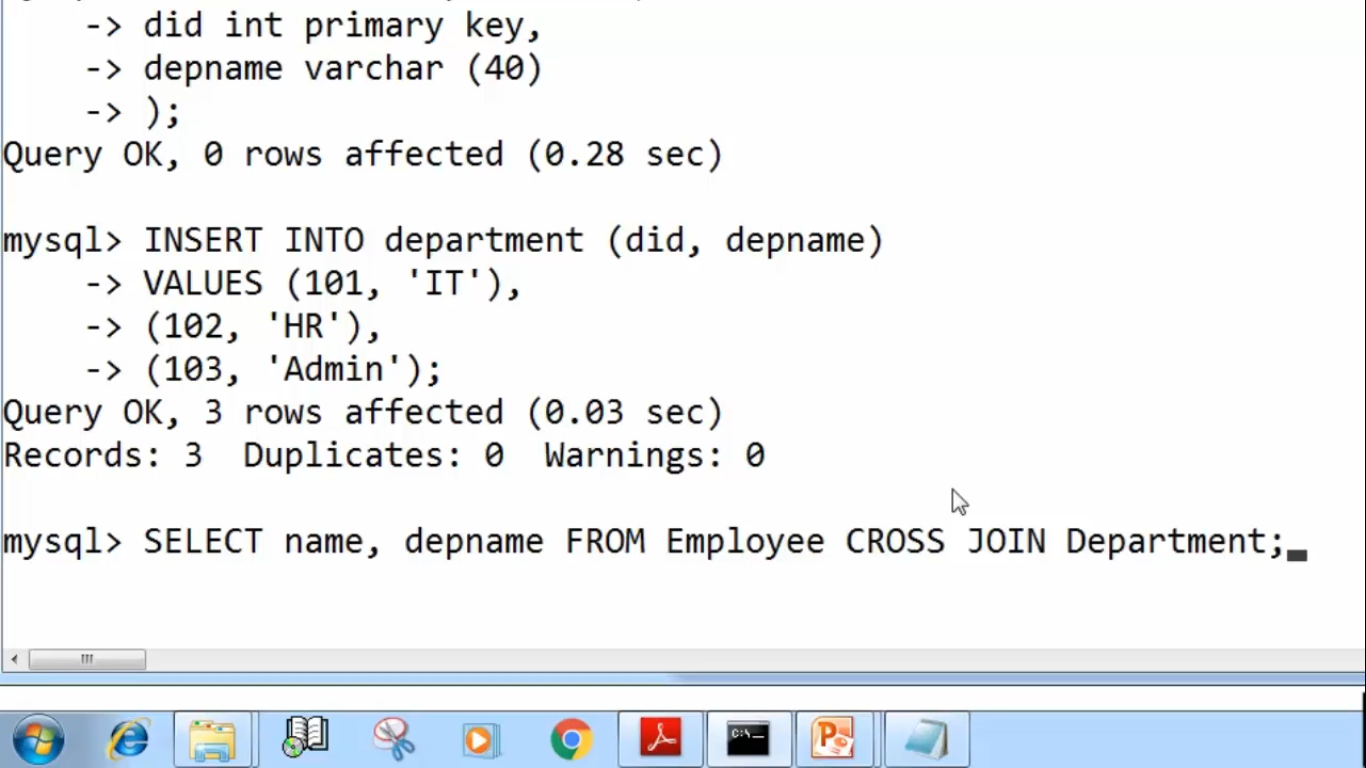 -> did int primary key,
-> depname varchar (40)
-> );
Query OK, 0 rows affected (0.28 sec)
mysql> INSERT INTO department (did, depname)
-> VALUES (101, 'IT'),
-> (102, 'HR'),
-> (103, 'Admin');
Query OK, 3 rows affected (0.03 sec)
Records: 3  Duplicates: 0  Warnings: 0
mysql> SELECT name, depname FROM Employee CROSS JOIN Department;